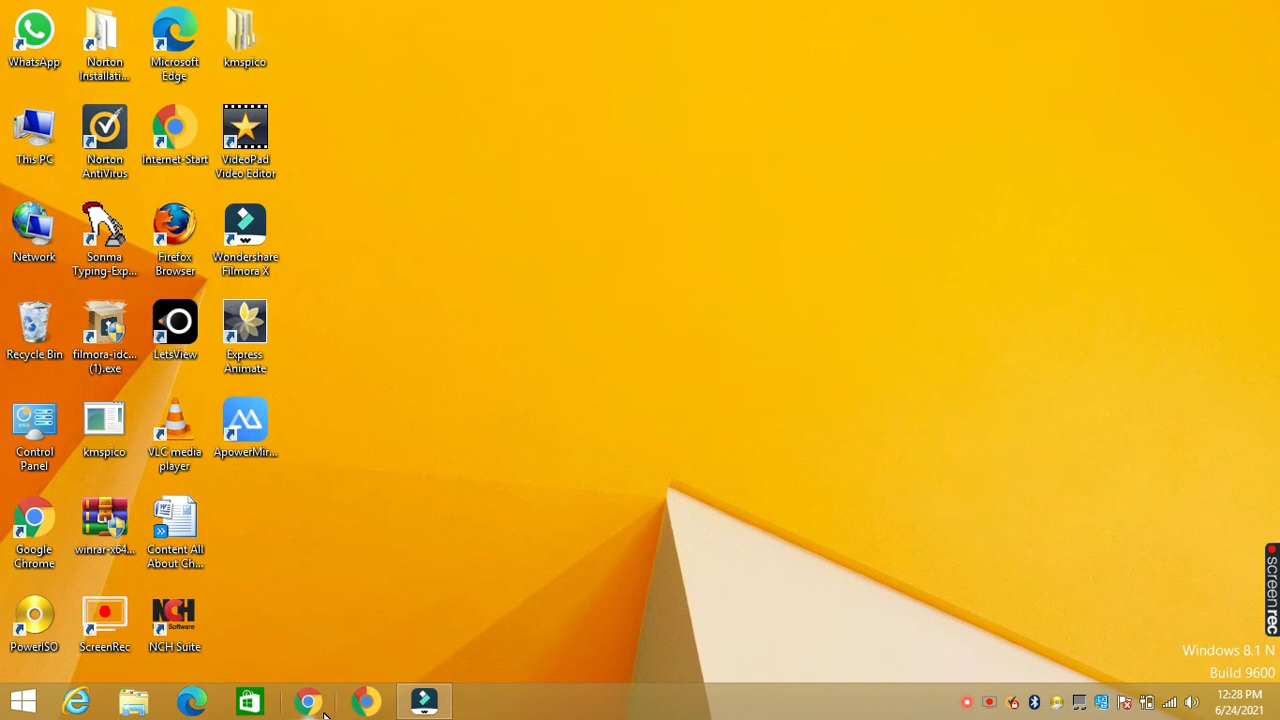 WhatsApp
Norton
Installati...
Microsoft
Edge
kmspico
This PC
Norton
AntiVirus
Internet-Start
VideoPad
Video Editor
Network
Sonma
Typing-Exp...
Firefox
Browser
Wondershare
Filmora X
Recycle Bin
filmora-idc...
(1).exe
LetsView
Express
Animate
Control
Panel
kmspico
VLC media
player
ApowerMir...
Google
Chrome
winrar-x64...
Content All
About Ch...
PowerISO
ScreenRec
NCH
Software
NCH Suite
screenrec
Windows 8.1 N
Build 9600
12:28 PM
6/24/2021